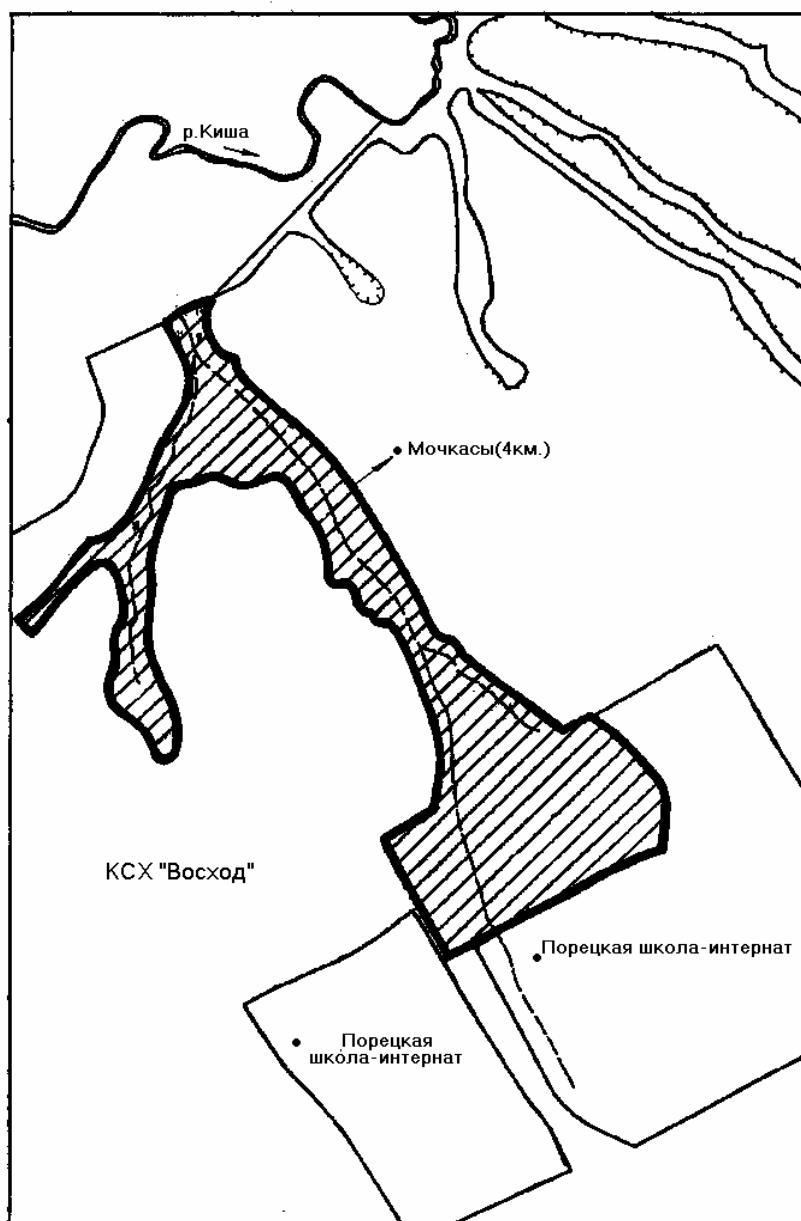 р.Киша
Мочкасы(4км.)
КСХ "Восход"
Порецкая школа-интернат
Порецкая
школа-интернат